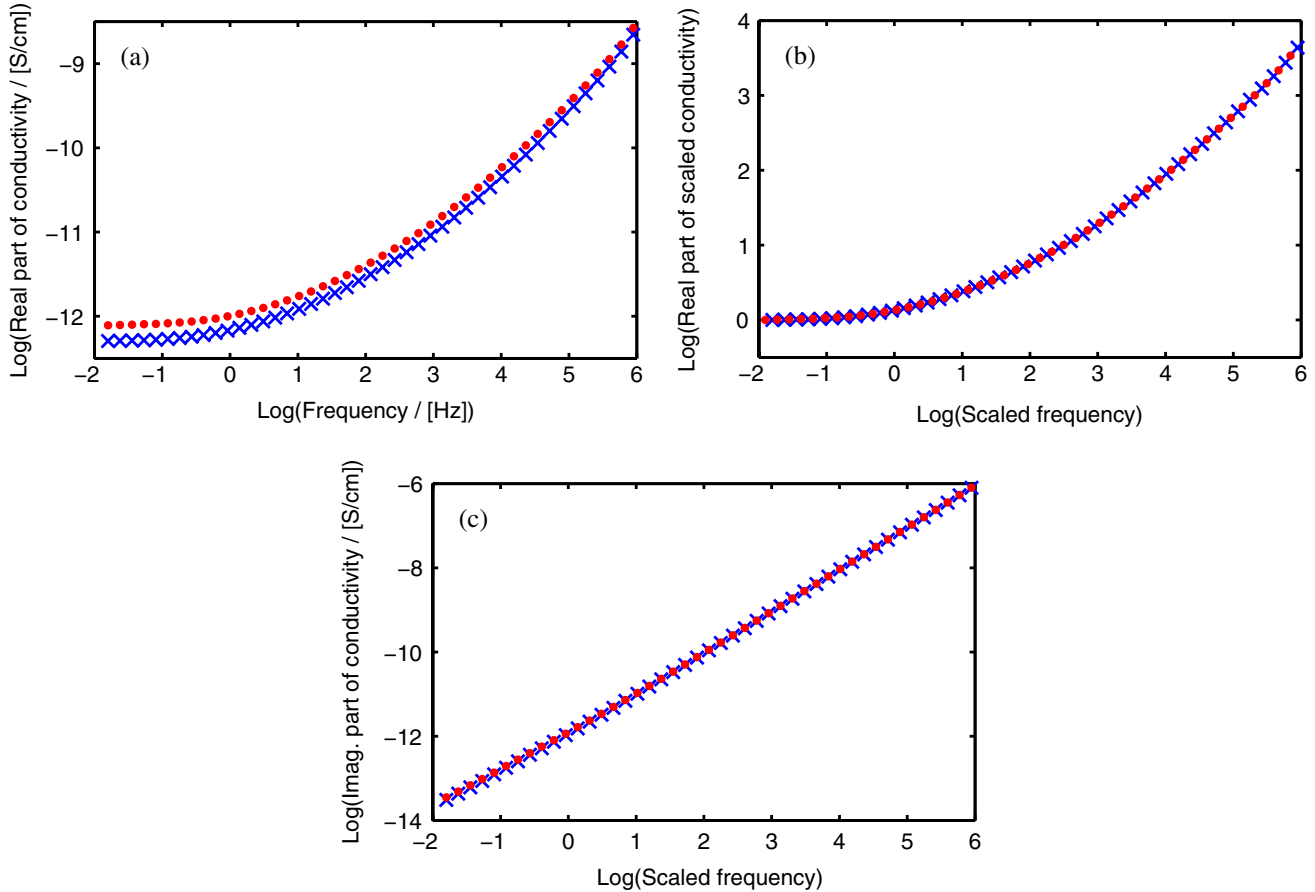 Log(Real part of conductivity / [S/cm])
(a)
−9
−10
−11
−12
−2 −1 0 1 2 3 4 5 6
Log(Frequency / [Hz])
Log(Real part of scaled conductivity)
(b)
4
3
2
1
0
−2 −1 0 1 2 3 4 5 6
Log(Scaled frequency)
Log(Imag. part of conductivity / [S/cm])
(c)
−6
−8
−10
−12
−14
−2 −1 0 1 2 3 4 5 6
Log(Scaled frequency)